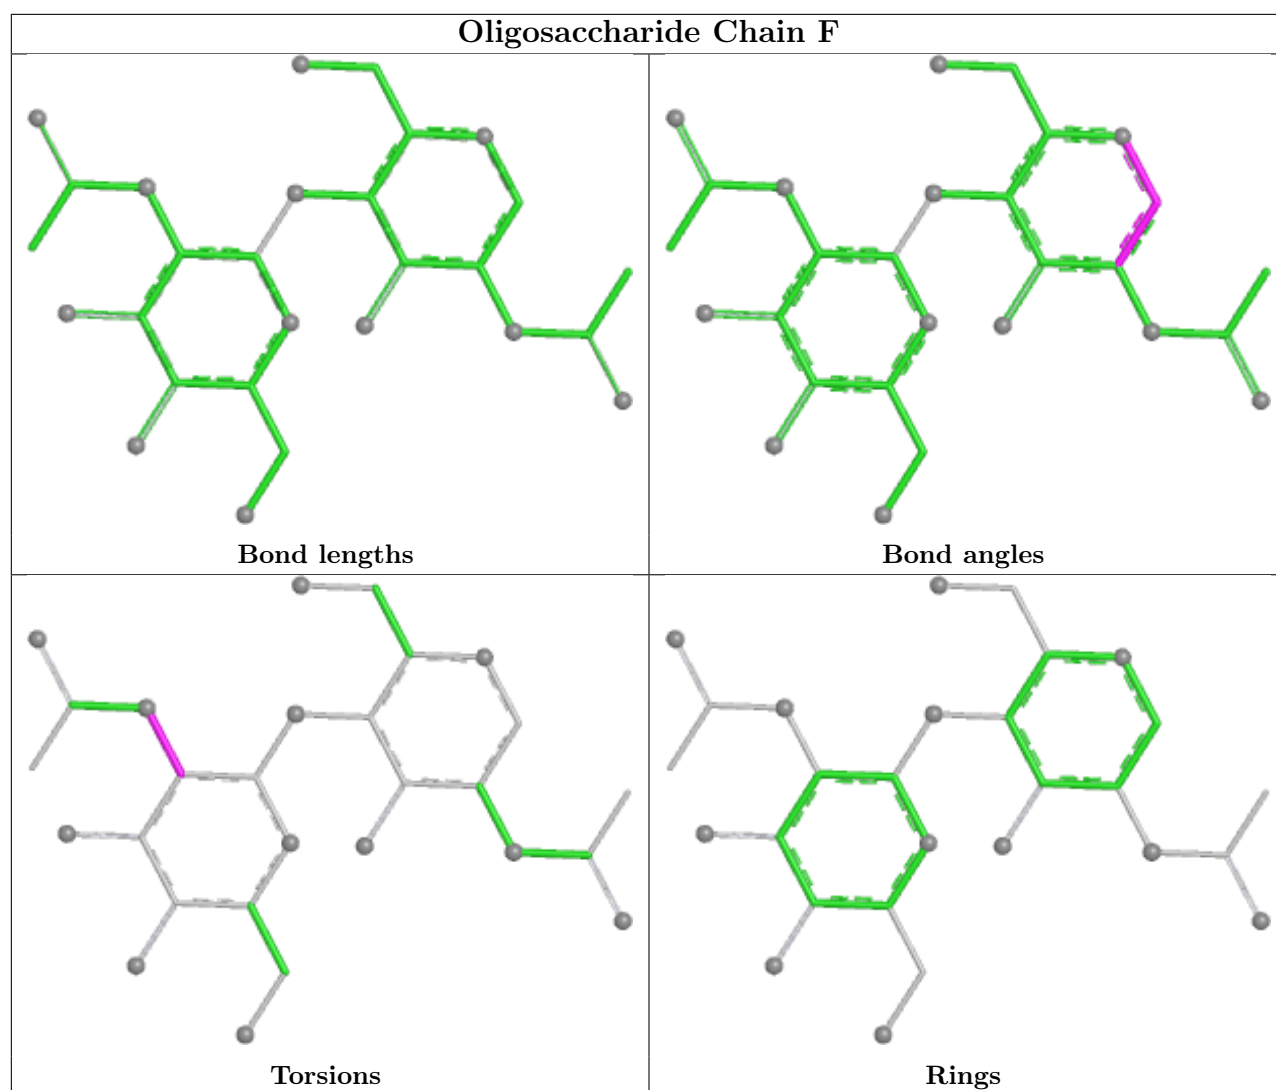 Oligosaccharide Chain F
Bond lengths
Bond angles
Torsions
Rings